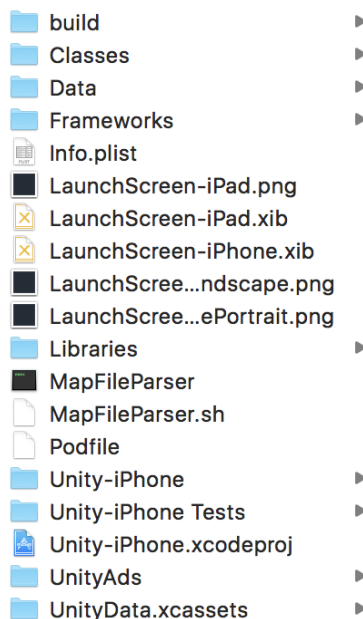 build
Classes
Data
Frameworks
Info.plist
LaunchScreen-iPad.png
LaunchScreen-iPad.xib
LaunchScreen-iPhone.xib
LaunchScree...ndscape.png
LaunchScree...ePortrait.png
Libraries
MapFileParser
MapFileParser.sh
Podfile
Unity-iPhone
Unity-iPhone Tests
Unity-iPhone.xcodeproj
UnityAds
UnityData.xcassets